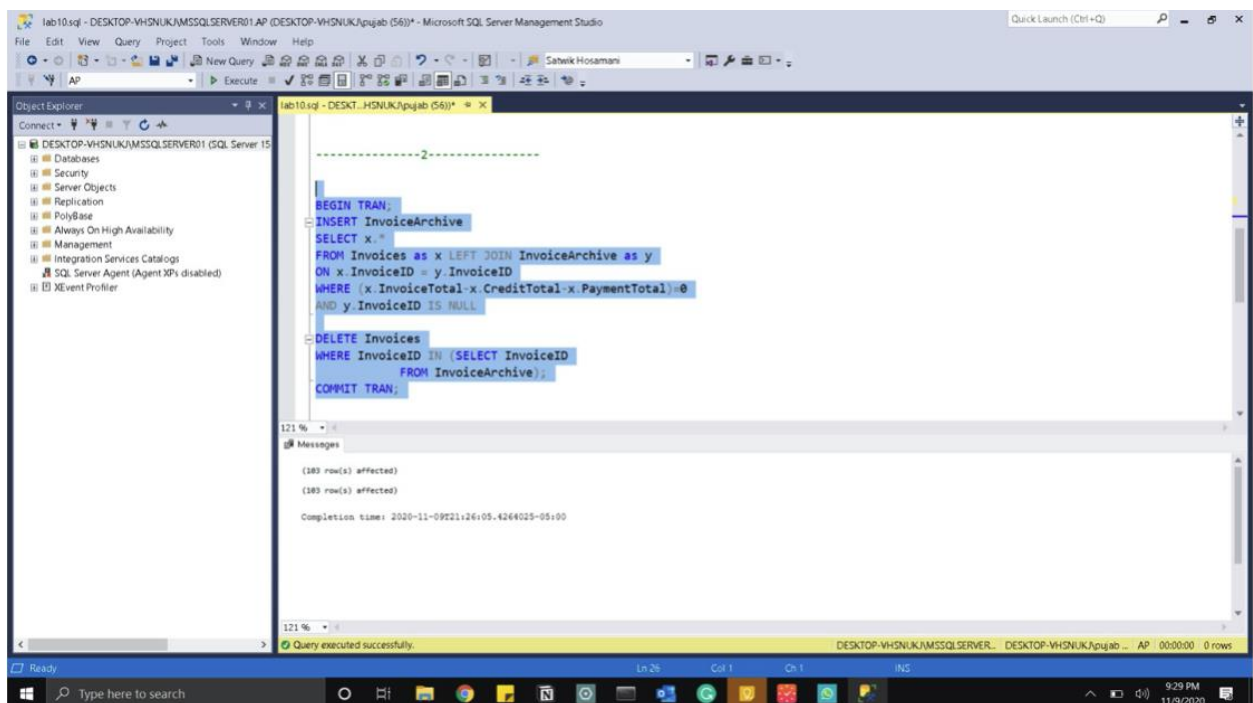 lab10.sql - DESKTOP-VHSNUKJ\MSSQLSERVER01.AP (DESKTOP-VHSNUKJ\pujab (56))* - Microsoft SQL Server Management Studio
Quick Launch (Ctrl+Q)
File Edit View Query Project Tools Window Help
New Query
Satwik Hosamani
AP
Execute
Object Explorer
lab10.sql - DESKT...HSNUKJ\pujab (56))*
Connect
DESKTOP-VHSNUKJ\MSSQLSERVER01 (SQL Server 15
Databases
Security
Server Objects
Replication
PolyBase
Always On High Availability
Management
Integration Services Catalogs
SQL Server Agent (Agent XPs disabled)
XEvent Profiler
---------------2----------------
BEGIN TRAN;
INSERT InvoiceArchive
SELECT x.*
FROM Invoices as x LEFT JOIN InvoiceArchive as y
ON x.InvoiceID = y.InvoiceID
WHERE (x.InvoiceTotal-x.CreditTotal-x.PaymentTotal)=0
AND y.InvoiceID IS NULL
DELETE Invoices
WHERE InvoiceID IN (SELECT InvoiceID
FROM InvoiceArchive);
COMMIT TRAN;
121 %
Messages
(103 row(s) affected)
(103 row(s) affected)
Completion time: 2020-11-09T21:26:05.4264025-05:00
121 %
Query executed successfully.
DESKTOP-VHSNUKJ\MSSQLSERVER... DESKTOP-VHSNUKJ\pujab ... AP 00:00:00 0 rows
Ready
Ln 26 Col 1 Ch 1 INS
Type here to search
9:29 PM
11/9/2020